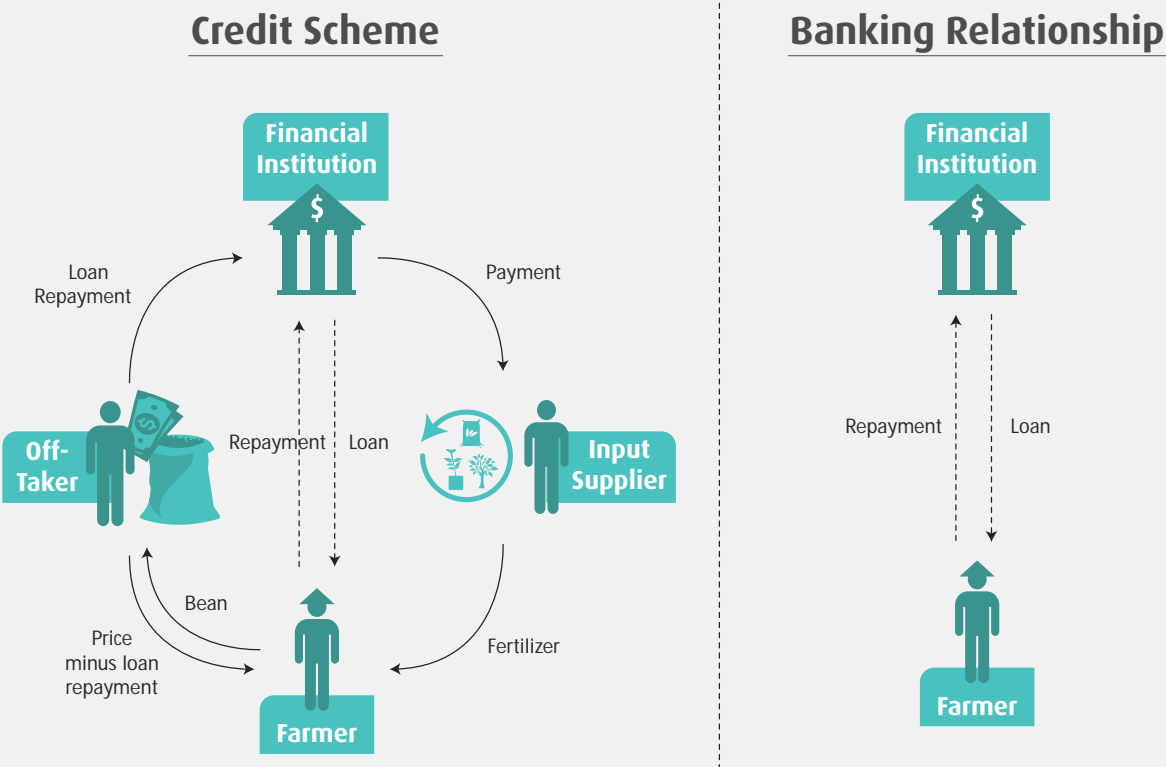 Credit Scheme
Banking Relationship
Financial
Institution
$
Loan
Repayment
Payment
Off-
Taker
Repayment
Loan
Input
Supplier
Bean
Price
minus loan
repayment
Fertilizer
Farmer
Financial
Institution
$
Repayment
Loan
Farmer